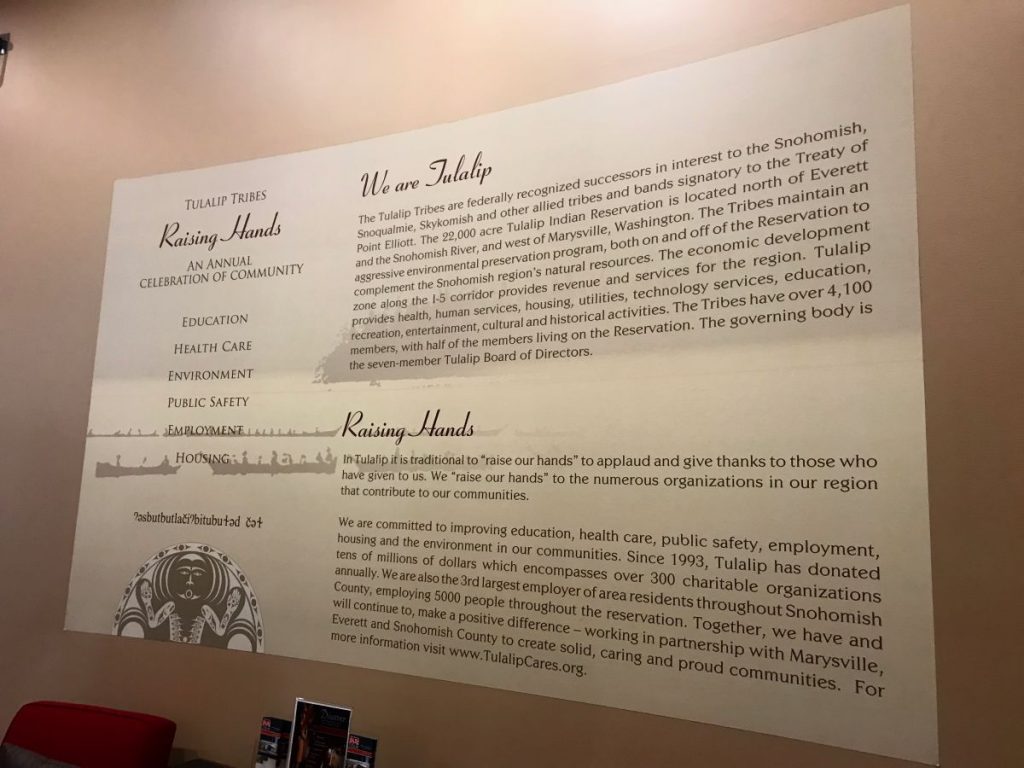 TULALIP TRIBES
Raising Hands
AN ANNUAL
CELEBRATION OF COMMUNITY
EDUCATION
HEALTH CARE
ENVIRONMENT
PUBLIC SAFETY
EMPLOYMENT
HOUSING
We are Tulalip
The Tulalip Tribes are federally recognized successors in interest to the Snohomish,
Snoqualmie, Skykomish and other allied tribes and bands signatory to the Treaty of
Point Elliott. The 22,000 acre Tulalip Indian Reservation is located north of Everett
and the Snohomish River, and west of Marysville, Washington. The Tribes maintain an
aggressive environmental preservation program, both on and off of the Reservation to
complement the Snohomish region's natural resources. The economic development
zone along the I-5 corridor provides revenue and services for the region. Tulalip
provides health, human services, housing, utilities, technology services, education,
recreation, entertainment, cultural and historical activities. The Tribes have over 4,100
members, with half of the members living on the Reservation. The governing body is
the seven-member Tulalip Board of Directors.
Raising Hands
In Tulalip it is traditional to “raise our hands” to applaud and give thanks to those who
have given to us. We “raise our hands” to the numerous organizations in our region
that contribute to our communities.
We are committed to improving education, health care, public safety, employment,
housing and the environment in our communities. Since 1993, Tulalip has donated
tens of millions of dollars which encompasses over 300 charitable organizations
annually. We are also the 3rd largest employer of area residents throughout Snohomish
County, employing 5000 people throughout the reservation. Together, we have and
will continue to, make a positive difference – working in partnership with Marysville,
Everett and Snohomish County to create solid, caring and proud communities. For
more information visit www.TulalipCares.org.